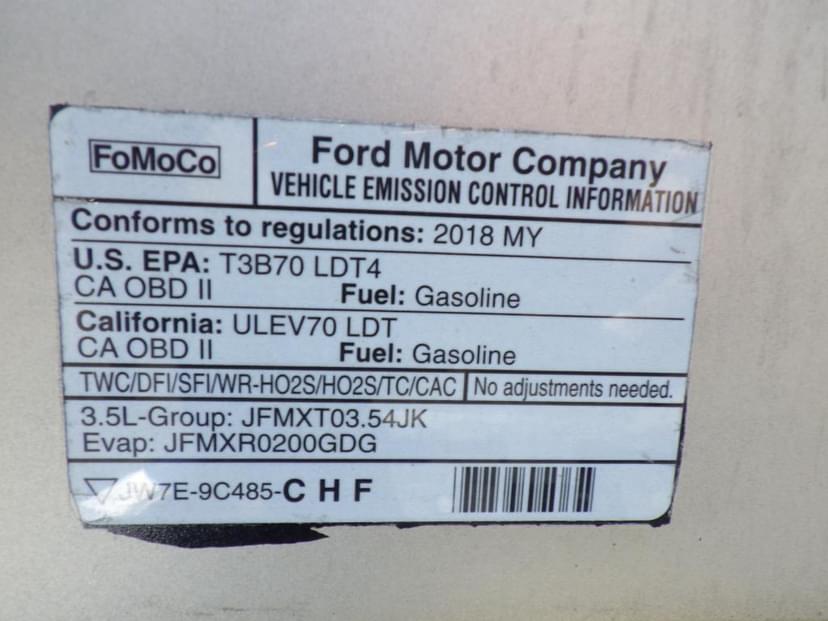 FoMoCo
Ford Motor Company
VEHICLE EMISSION CONTROL INFORMATION
Conforms to regulations: 2018 MY
U.S. EPA: T3B70 LDT4
CA OBD II Fuel: Gasoline
California: ULEV70 LDT
CA OBD II Fuel: Gasoline
TWC/DFI/SFI/WR-HO2S/HO2S/TC/CAC No adjustments needed.
3.5L-Group: JFMXT03.54JK
Evap: JFMXR0200GDG
JW7E-9C485-C H F